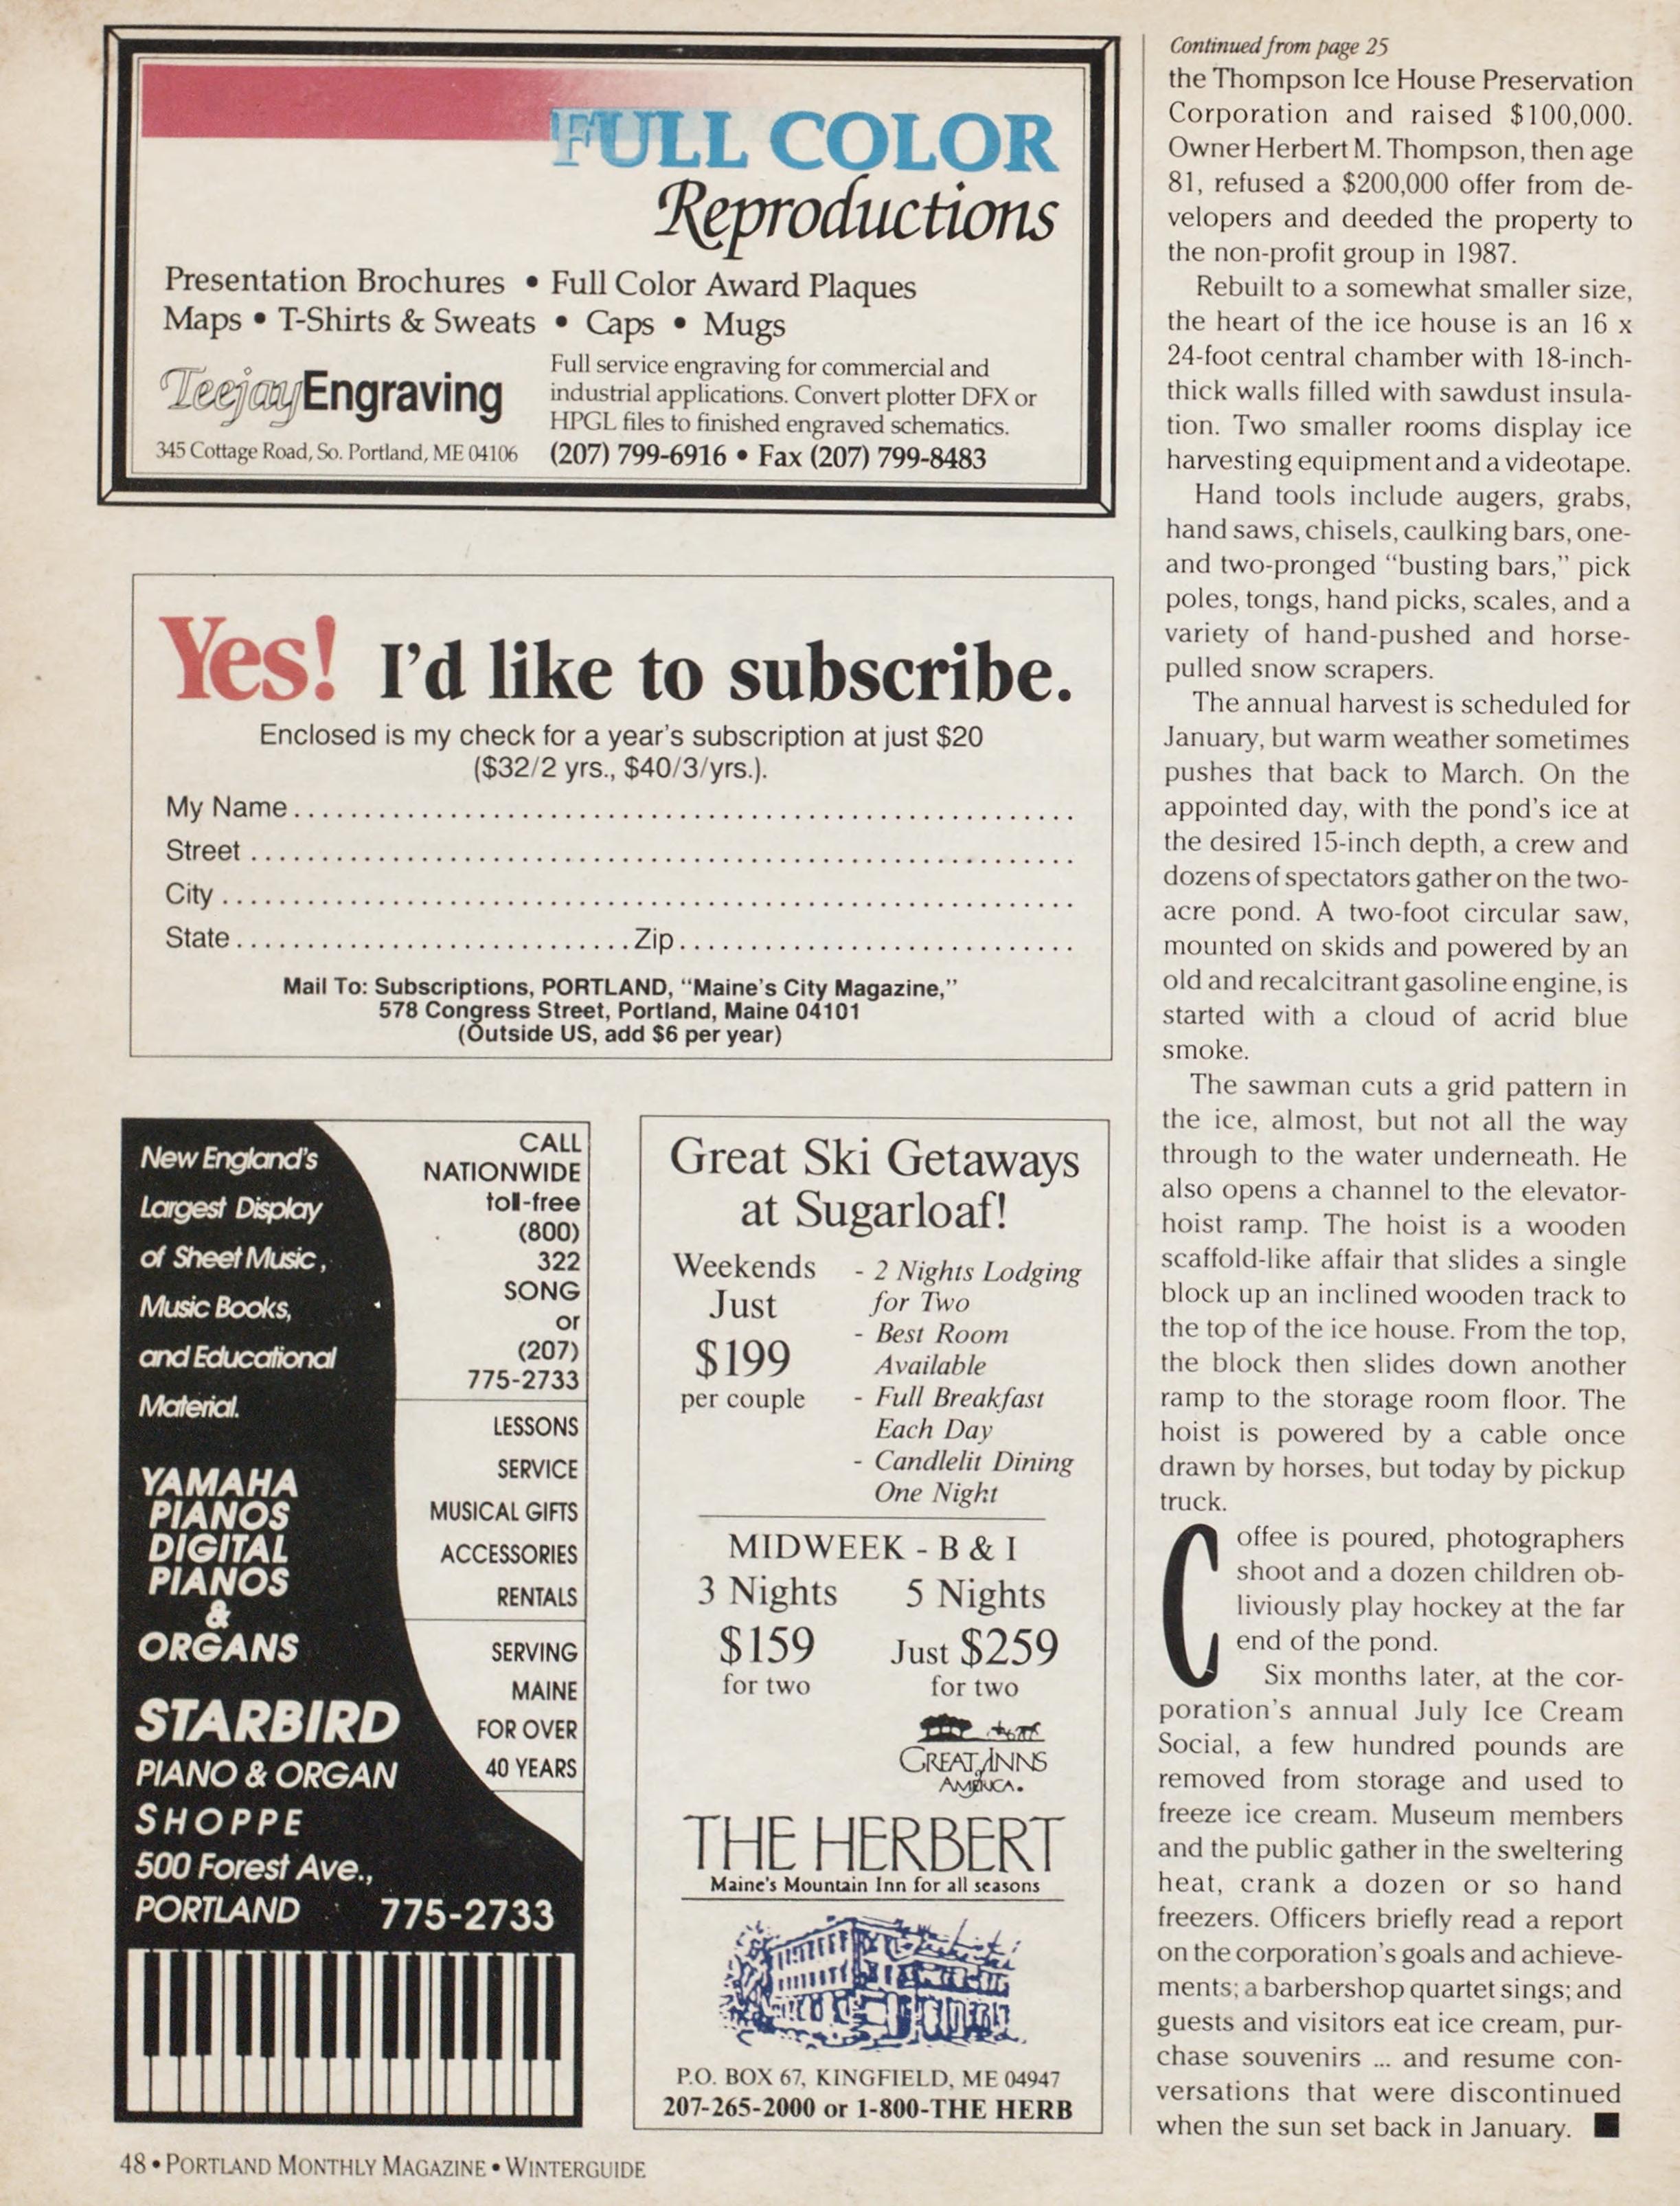 FULL COLOR
Reproductions
Presentation Brochures • Full Color Award Plaques
Maps • T-Shirts & Sweats • Caps • Mugs
Teejay Engraving
345 Cottage Road, So. Portland, ME 04106
Full service engraving for commercial and
industrial applications. Convert plotter DFX or
HPGL files to finished engraved schematics.
(207) 799-6916 • Fax (207) 799-8483
Yes! I'd like to subscribe.
Enclosed is my check for a year's subscription at just $20
($32/2 yrs., $40/3/yrs.).
My Name
Street
City
State Zip
Mail To: Subscriptions, PORTLAND, "Maine's City Magazine,"
578 Congress Street, Portland, Maine 04101
(Outside US, add $6 per year)
New England's
Largest Display
of Sheet Music,
Music Books,
and Educational
Material.
YAMAHA
PIANOS
DIGITAL
PIANOS
&
ORGANS
STARBIRD
PIANO & ORGAN
SHOPPE
500 Forest Ave.,
PORTLAND 775-2733
CALL
NATIONWIDE
toll-free
(800)
322
SONG
or
(207)
775-2733
LESSONS
SERVICE
MUSICAL GIFTS
ACCESSORIES
RENTALS
SERVING
MAINE
FOR OVER
40 YEARS
Great Ski Getaways
at Sugarloaf!
Weekends
Just
$199
per couple
- 2 Nights Lodging
for Two
- Best Room
Available
- Full Breakfast
Each Day
- Candlelit Dining
One Night
MIDWEEK - B & I
3 Nights 5 Nights
$159 Just $259
for two for two
GREAT INNS
of
AMERICA.
THE HERBERT
Maine's Mountain Inn for all seasons
P.O. BOX 67, KINGFIELD, ME 04947
207-265-2000 or 1-800-THE HERB
Continued from page 25
the Thompson Ice House Preservation
Corporation and raised $100,000.
Owner Herbert M. Thompson, then age
81, refused a $200,000 offer from de-
velopers and deeded the property to
the non-profit group in 1987.
Rebuilt to a somewhat smaller size,
the heart of the ice house is an 16 x
24-foot central chamber with 18-inch-
thick walls filled with sawdust insula-
tion. Two smaller rooms display ice
harvesting equipment and a videotape.
Hand tools include augers, grabs,
hand saws, chisels, caulking bars, one-
and two-pronged "busting bars," pick
poles, tongs, hand picks, scales, and a
variety of hand-pushed and horse-
pulled snow scrapers.
The annual harvest is scheduled for
January, but warm weather sometimes
pushes that back to March. On the
appointed day, with the pond's ice at
the desired 15-inch depth, a crew and
dozens of spectators gather on the two-
acre pond. A two-foot circular saw,
mounted on skids and powered by an
old and recalcitrant gasoline engine, is
started with a cloud of acrid blue
smoke.
The sawman cuts a grid pattern in
the ice, almost, but not all the way
through to the water underneath. He
also opens a channel to the elevator-
hoist ramp. The hoist is a wooden
scaffold-like affair that slides a single
block up an inclined wooden track to
the top of the ice house. From the top,
the block then slides down another
ramp to the storage room floor. The
hoist is powered by a cable once
drawn by horses, but today by pickup
truck.
Coffee is poured, photographers
shoot and a dozen children ob-
liviously play hockey at the far
end of the pond.
Six months later, at the cor-
poration's annual July Ice Cream
Social, a few hundred pounds are
removed from storage and used to
freeze ice cream. Museum members
and the public gather in the sweltering
heat, crank a dozen or so hand
freezers. Officers briefly read a report
on the corporation's goals and achieve-
ments; a barbershop quartet sings; and
guests and visitors eat ice cream, pur-
chase souvenirs ... and resume con-
versations that were discontinued
when the sun set back in January. ■
48 • PORTLAND MONTHLY MAGAZINE • WINTERGUIDE